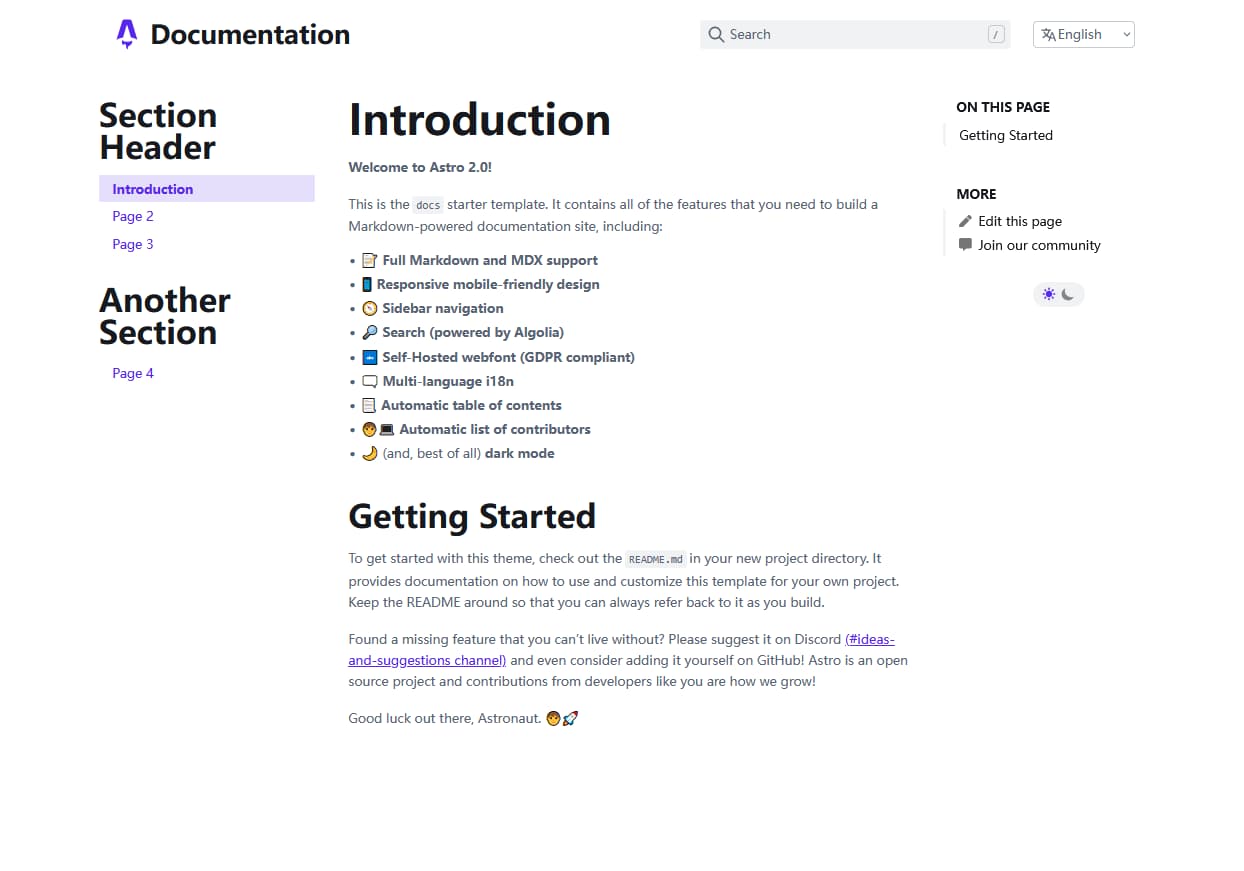 Documentation
Search
/
English
Section
Header
Introduction
Page 2
Page 3
Another
Section
Page 4
Introduction
Welcome to Astro 2.0!
This is the docs starter template. It contains all of the features that you need to build a
Markdown-powered documentation site, including:
• 📝 Full Markdown and MDX support
• 📱 Responsive mobile-friendly design
• 🧭 Sidebar navigation
• 🔎 Search (powered by Algolia)
• Self-Hosted webfont (GDPR compliant)
• 🗨 Multi-language i18n
• 📃 Automatic table of contents
• 🧑💻 Automatic list of contributors
• 🌙 (and, best of all) dark mode
Getting Started
To get started with this theme, check out the README.md in your new project directory. It
provides documentation on how to use and customize this template for your own project.
Keep the README around so that you can always refer back to it as you build.
Found a missing feature that you can’t live without? Please suggest it on Discord (#ideas-
and-suggestions channel) and even consider adding it yourself on GitHub! Astro is an open
source project and contributions from developers like you are how we grow!
Good luck out there, Astronaut. 🧑🚀
ON THIS PAGE
Getting Started
MORE
Edit this page
Join our community